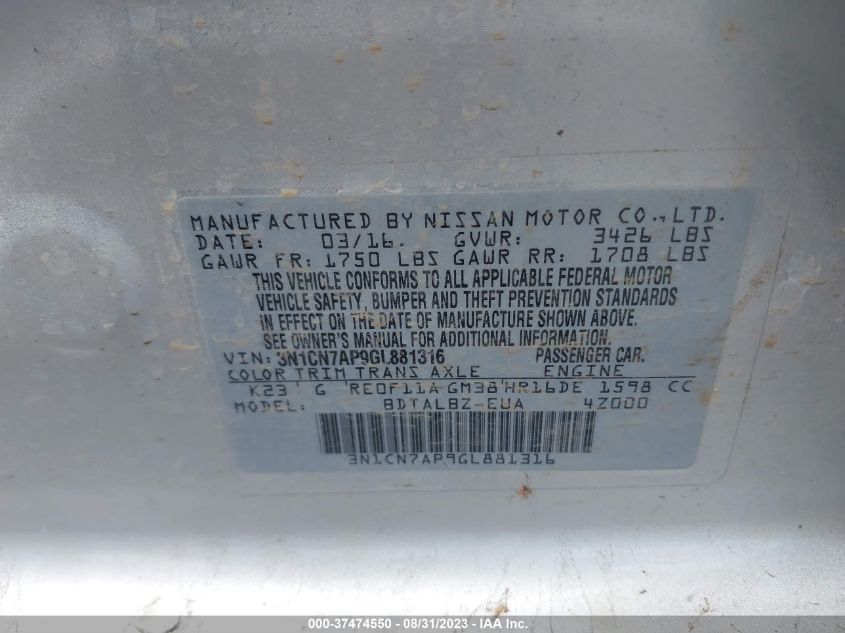 MANUFACTURED BY NISSAN MOTOR CO., LTD.
DATE: 03/16. GVWR: 3426 LBS
GAWR FR: 1750 LBS GAWR RR: 1708 LBS
THIS VEHICLE CONFORMS TO ALL APPLICABLE FEDERAL MOTOR
VEHICLE SAFETY, BUMPER AND THEFT PREVENTION STANDARDS
IN EFFECT ON THE DATE OF MANUFACTURE SHOWN ABOVE.
SEE OWNER'S MANUAL FOR ADDITIONAL INFORMATION.
VIN: 3N1CN7AP9GL881316 PASSENGER CAR.
COLOR TRIM TRANS AXLE ENGINE
K23 G RE0F11A GM38 HR16DE 1598 CC
MODEL: BDTALBZ-EUA 4Z000
3N1CN7AP9GL881316
000-37474550 - 08/31/2023 - IAA Inc.